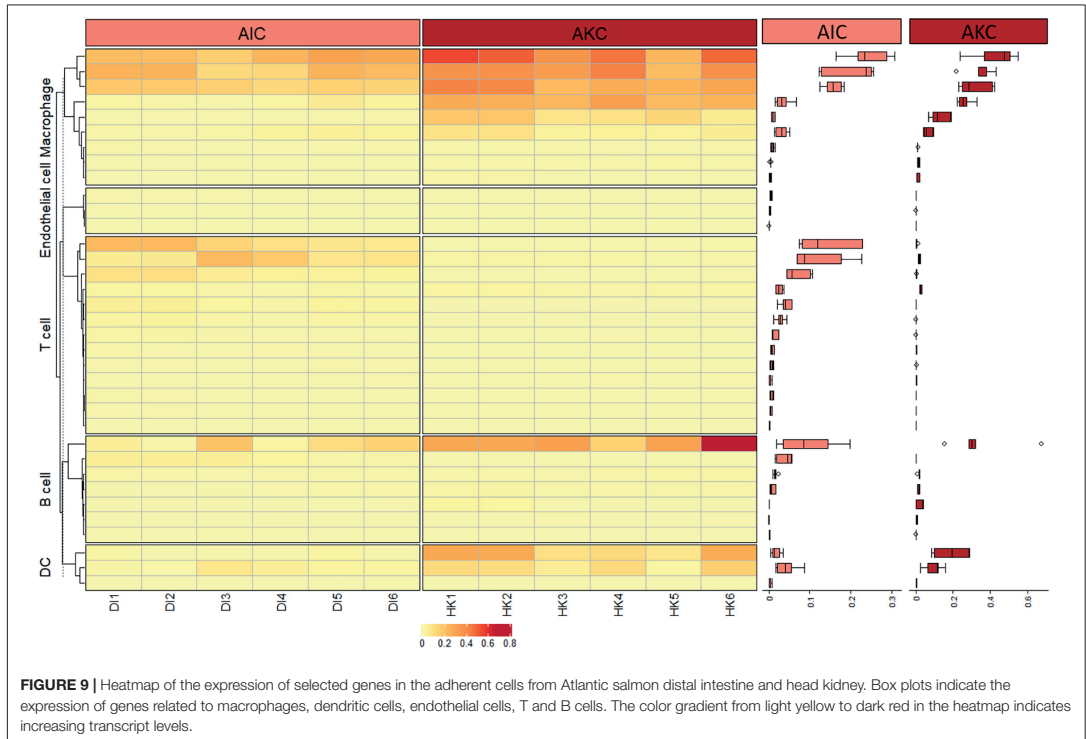 AIC
AKC
AIC
AKC
Macrophage
Endothelial cell
T cell
B cell
DC
DI1
DI2
DI3
DI4
DI5
DI6
HK1
HK2
HK3
HK4
HK5
HK6
0
0.1
0.2
0.3
0
0.2
0.4
0.6
0 0.2 0.4 0.6 0.8
FIGURE 9 | Heatmap of the expression of selected genes in the adherent cells from Atlantic salmon distal intestine and head kidney. Box plots indicate the
expression of genes related to macrophages, dendritic cells, endothelial cells, T and B cells. The color gradient from light yellow to dark red in the heatmap indicates
increasing transcript levels.